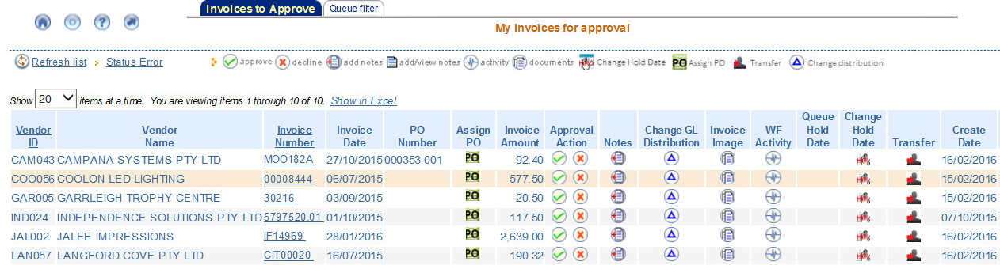 Invoices to Approve Queue filter
My Invoices for approval
Refresh list Status Error approve decline add notes add/view notes activity documents Change Hold Date PO Assign PO Transfer Change distribution
Show 20 items at a time. You are viewing items 1 through 10 of 10. Show in Excel
Queue Change
Vendor Vendor Invoice Invoice PO Assign Invoice Approval Change GL Invoice WF Hold Hold Create
ID Name Number Date Number PO Amount Action Notes Distribution Image Activity Date Date Transfer Date
CAM043 CAMPANA SYSTEMS PTY LTD MOO182A 27/10/2015 000353-001 PO 92.40 16/02/2016
COO056 COOLON LED LIGHTING 00008444 06/07/2015 PO 577.50 15/02/2016
GAR005 GARRLEIGH TROPHY CENTRE 30216 03/09/2015 PO 20.50 15/02/2016
IND024 INDEPENDENCE SOLUTIONS PTY LTD 5797520.01 01/10/2015 PO 117.50 07/10/2015
JAL002 JALEE IMPRESSIONS IF14969 28/01/2016 PO 2,639.00 16/02/2016
LAN057 LANGFORD COVE PTY LTD CIT00020 16/07/2015 PO 190.32 16/02/2016